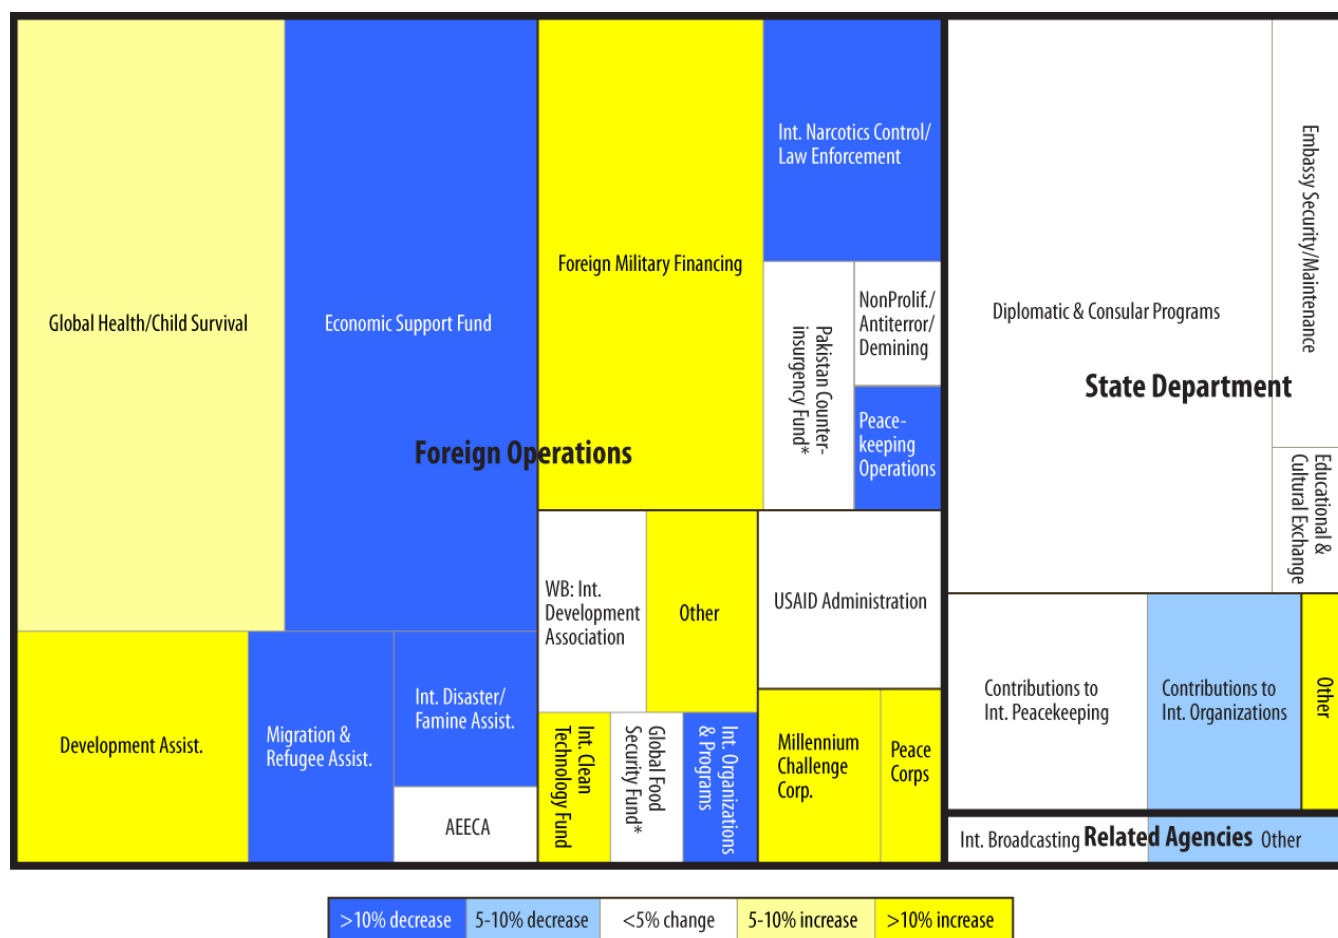 Global Health/Child Survival
Economic Support Fund
Foreign Military Financing
Int. Narcotics Control/
Law Enforcement
Pakistan Counter-
insurgency Fund*
NonProlif./
Antiterror/
Demining
Peace-
keeping
Operations
Foreign Operations
Development Assist.
Migration &
Refugee Assist.
Int. Disaster/
Famine Assist.
AEECA
WB: Int.
Development
Association
Other
USAID Administration
Int. Clean
Technology Fund
Global Food
Security Fund*
Int. Organizations
& Programs
Millennium
Challenge
Corp.
Peace
Corps
Diplomatic & Consular Programs
Embassy Security/Maintenance
State Department
Educational &
Cultural Exchange
Contributions to
Int. Peacekeeping
Contributions to
Int. Organizations
Other
Int. Broadcasting
Related Agencies
Other
>10% decrease
5-10% decrease
<5% change
5-10% increase
>10% increase